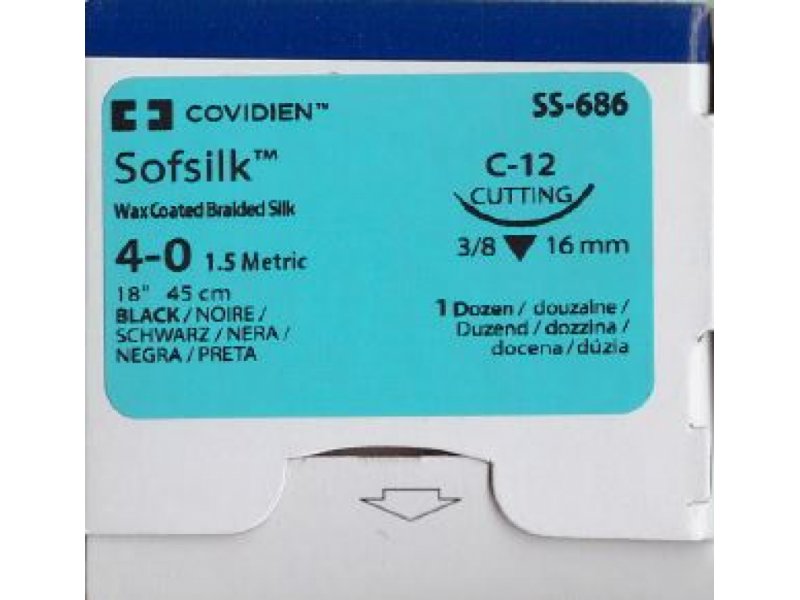 COVIDIEN™
SS-686
Sofsilk™
Wax Coated Braided Silk
4-0 1.5 Metric
18" 45 cm
BLACK / NOIRE /
SCHWARZ / NERA /
NEGRA / PRETA
C-12
CUTTING
3/8 16 mm
1 Dozen / douzaine /
Duzend / dozzina /
docena / dúzia